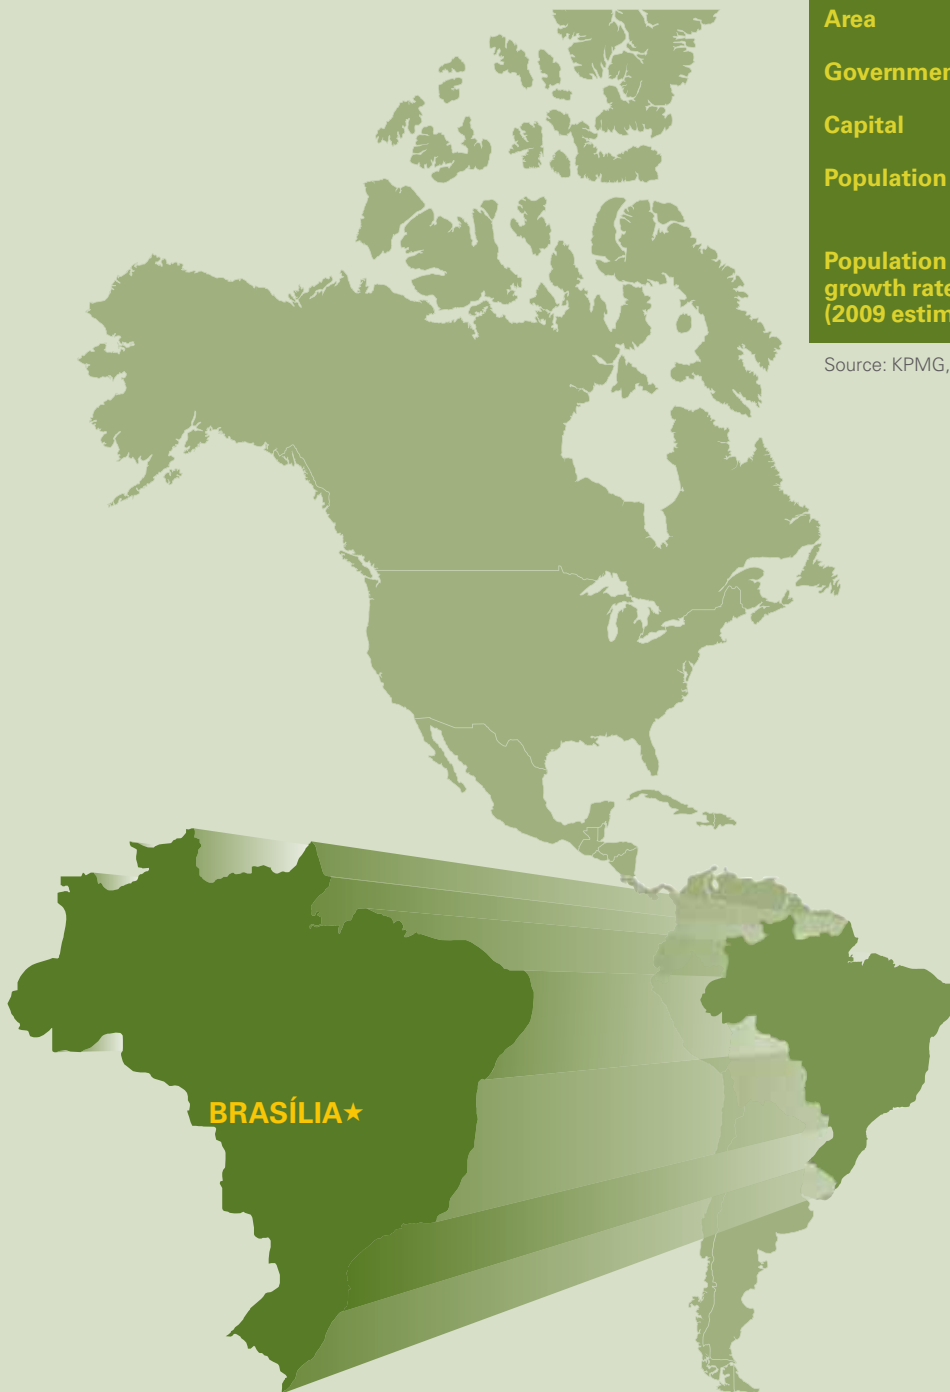 Area
Governmen
Capital
Population
Population
growth rate
(2009 estim
Source: KPMG,
BRASÍLIA★